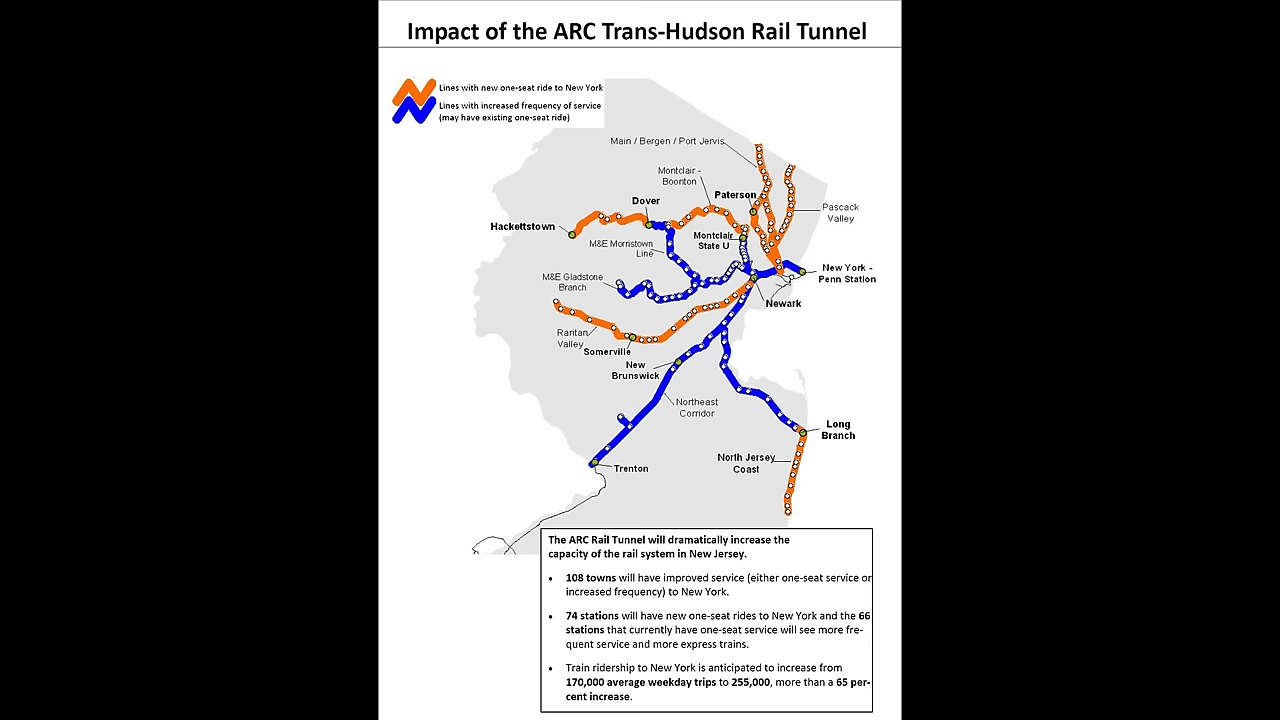 Impact of the ARC Trans-Hudson Rail Tunnel
Lines with new one-seat ride to New York
Lines with increased frequency of service
(may have existing one-seat ride)
Main / Bergen / Port Jervis
Montclair -
Boonton
Paterson
Dover
Pascack
Valley
Hackettstown
Montclair
State U
M&E Morristown
Line
New York -
Penn Station
M&E Gladstone
Branch
Newark
Raritan
Valley
Somerville
New
Brunswick
Northeast
Corridor
Long
Branch
North Jersey
Coast
Trenton
The ARC Rail Tunnel will dramatically increase the
capacity of the rail system in New Jersey.
• 108 towns will have improved service (either one-seat service or
increased frequency) to New York.
• 74 stations will have new one-seat rides to New York and the 66
stations that currently have one-seat service will see more fre-
quent service and more express trains.
• Train ridership to New York is anticipated to increase from
170,000 average weekday trips to 255,000, more than a 65 per-
cent increase.